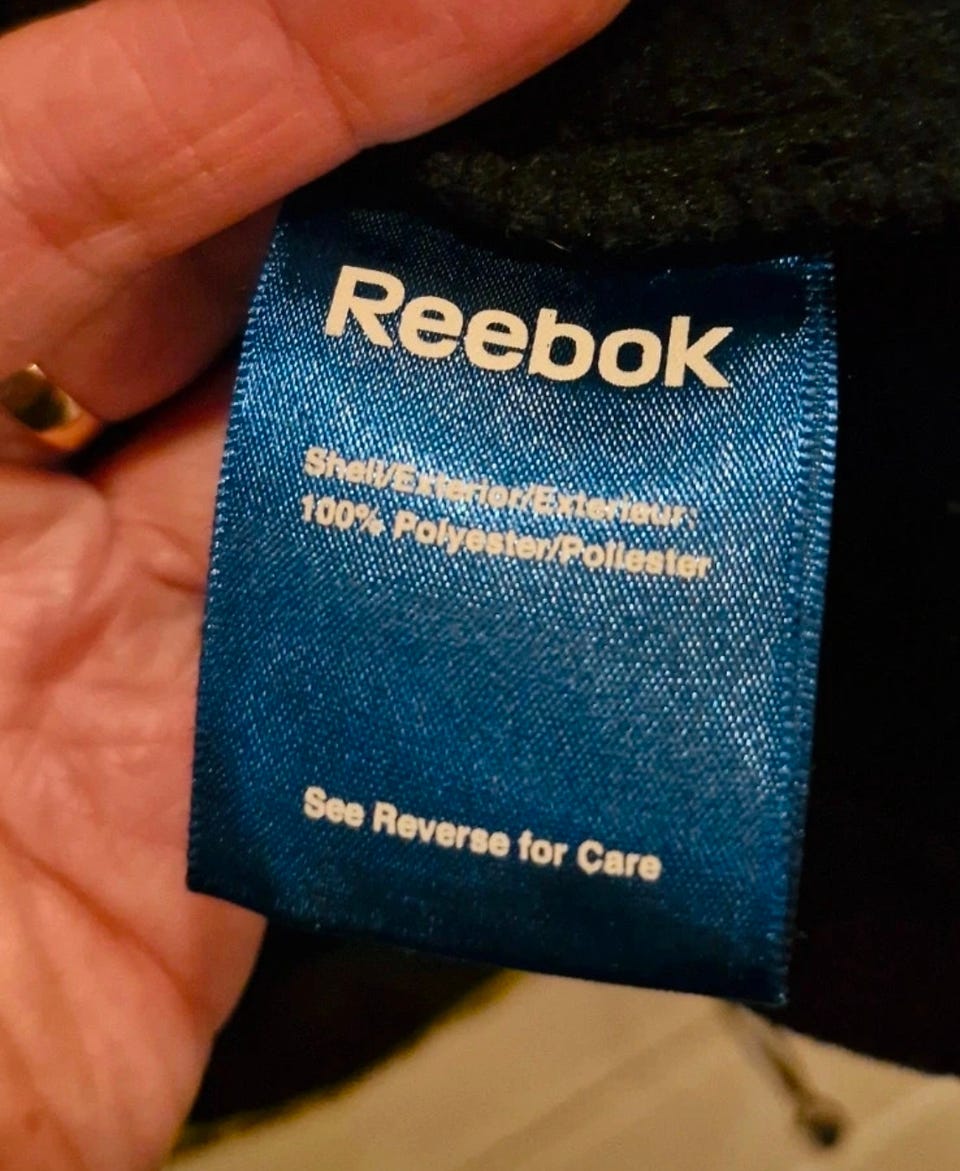 Reebok
Shell/Exterior/Exterieur:
100% Polyester/Poliester
See Reverse for Care